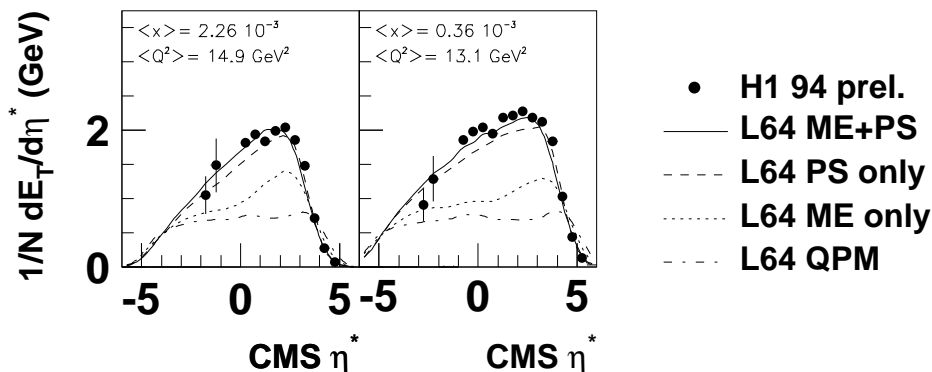 1/N dE_T/dη* (GeV)
<x>= 2.26 10⁻³
<Q²>= 14.9 GeV²
<x>= 0.36 10⁻³
<Q²>= 13.1 GeV²
2
0
-5 0 5
-5 0 5
CMS η*
CMS η*
H1 94 prel.
L64 ME+PS
L64 PS only
L64 ME only
L64 QPM